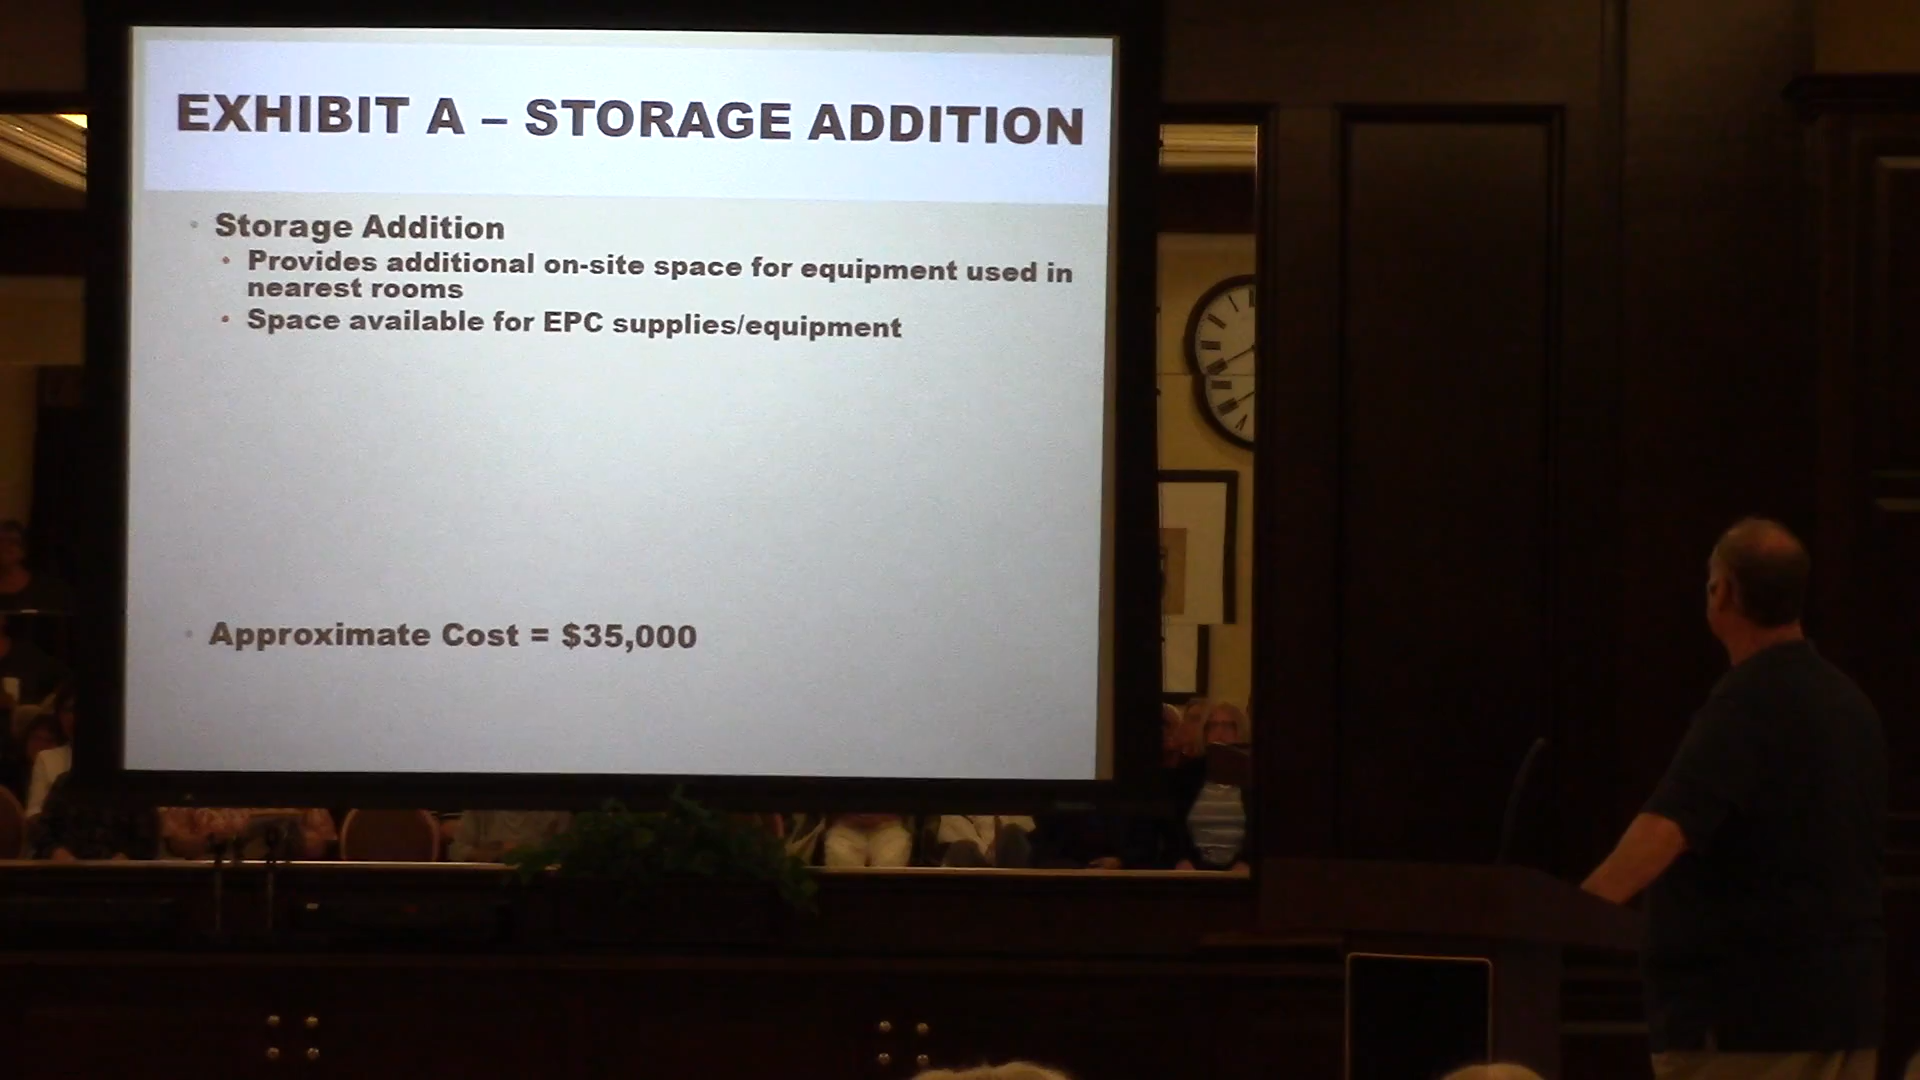 EXHIBIT A – STORAGE ADDITION
Storage Addition
Provides additional on-site space for equipment used in
nearest rooms
Space available for EPC supplies/equipment
Approximate Cost = $35,000